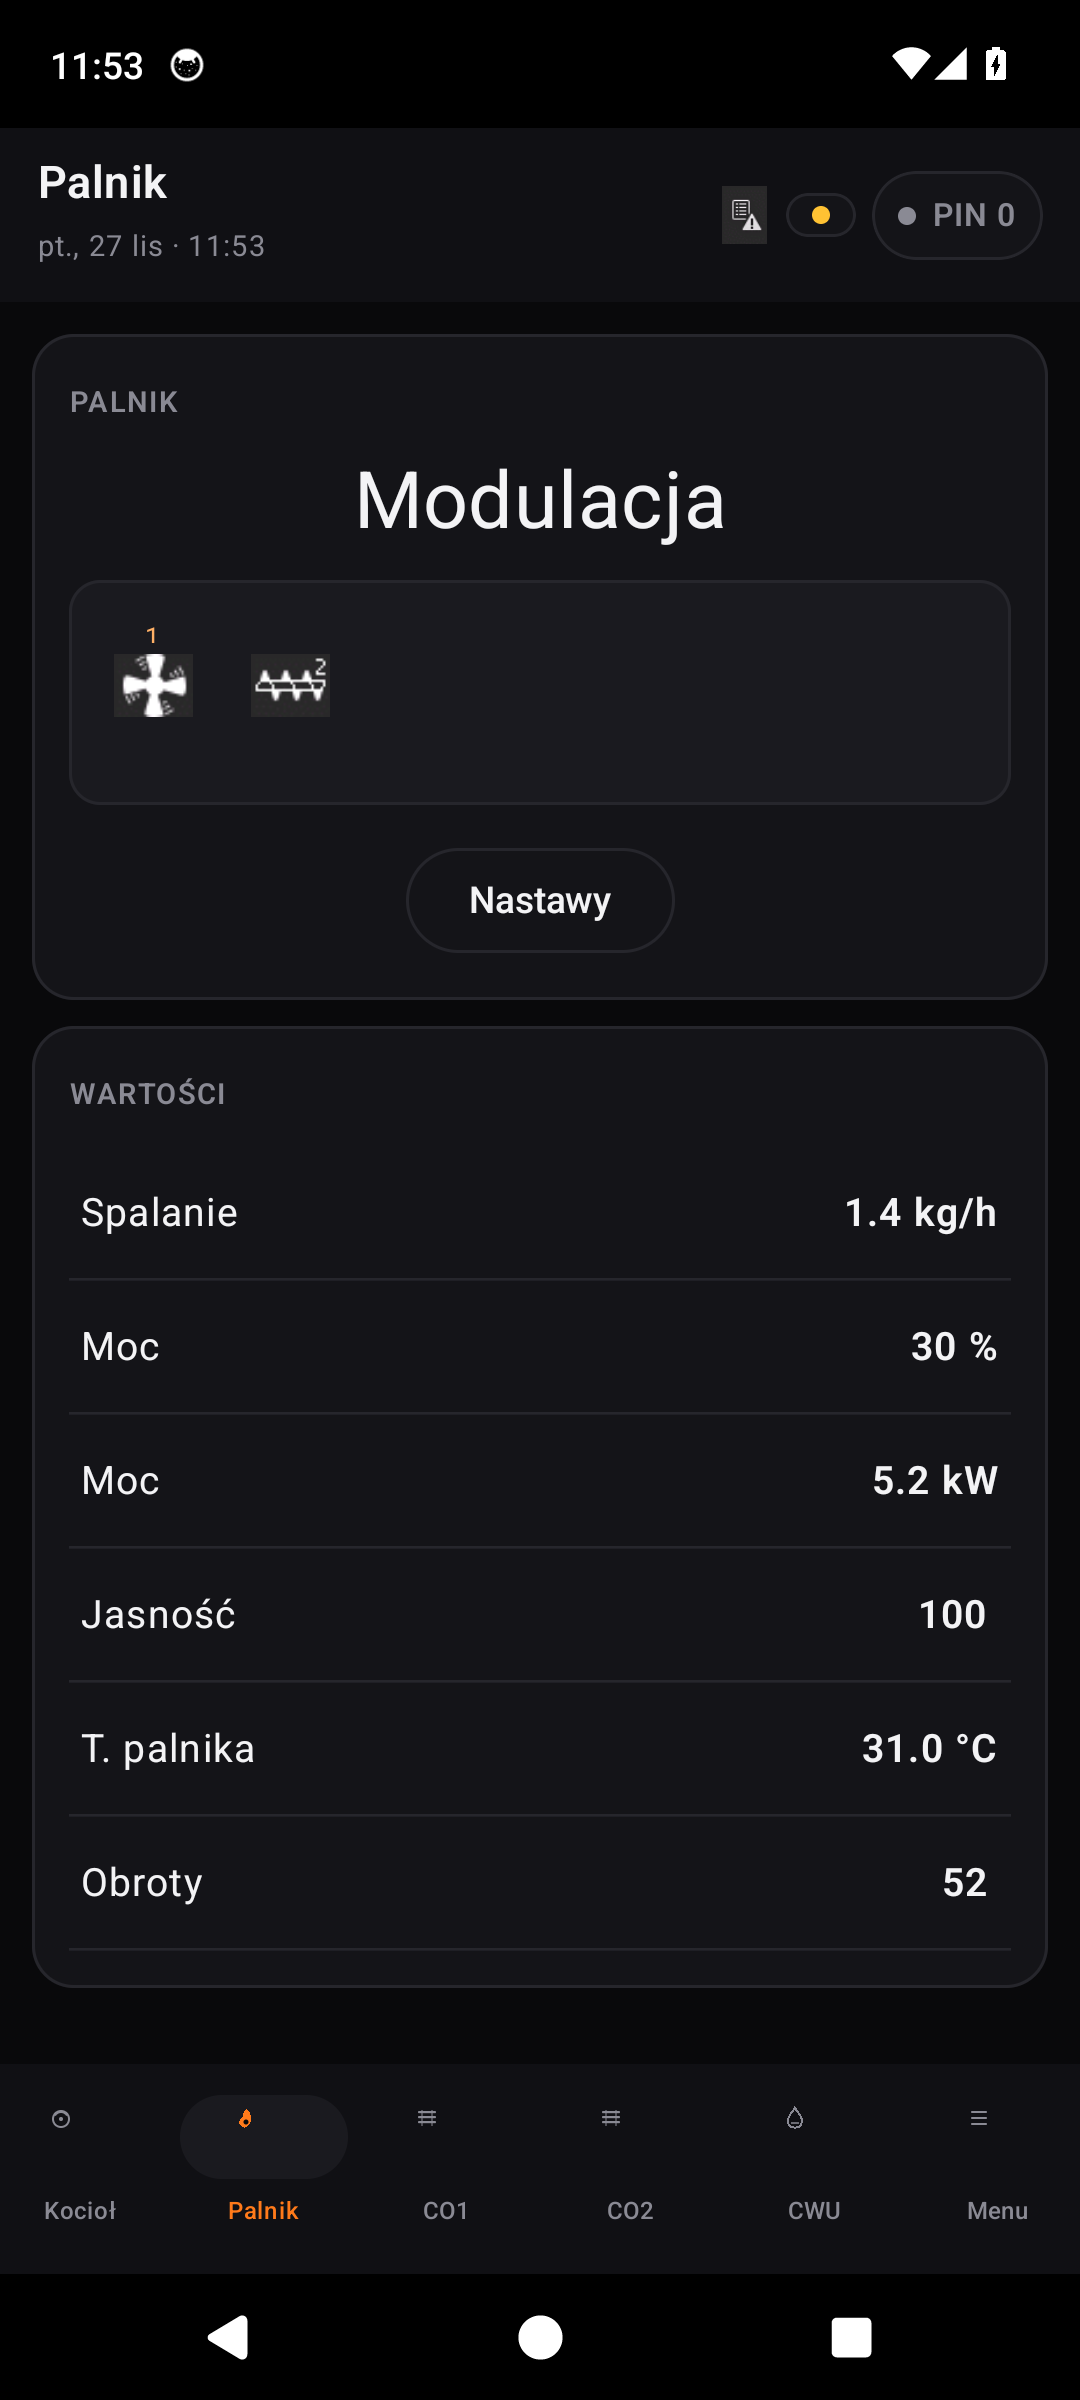 11:53
Palnik
pt., 27 lis · 11:53
PIN 0
PALNIK
Modulacja
1
2
Nastawy
WARTOŚCI
Spalanie 1.4 kg/h
Moc 30 %
Moc 5.2 kW
Jasność 100
T. palnika 31.0 °C
Obroty 52
Kocioł Palnik CO1 CO2 CWU Menu